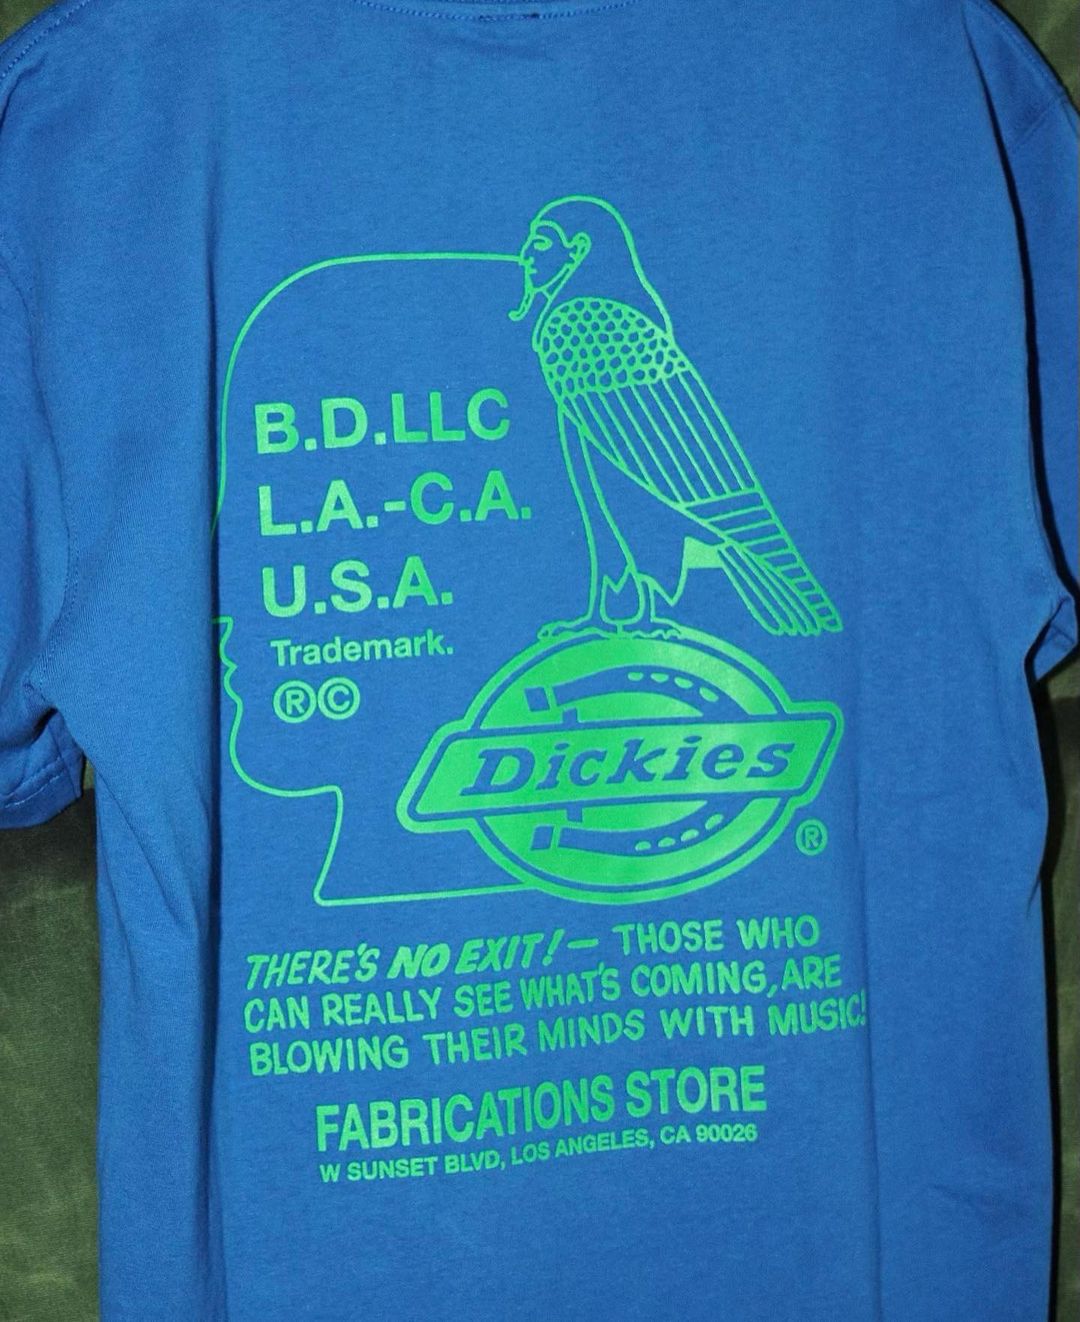 B.D.LLC
L.A.-C.A.
U.S.A.
Trademark.
®©
Dickies
®
THERE'S NO EXIT! — THOSE WHO
CAN REALLY SEE WHAT'S COMING, ARE
BLOWING THEIR MINDS WITH MUSIC!
FABRICATIONS STORE
W SUNSET BLVD, LOS ANGELES, CA 90026